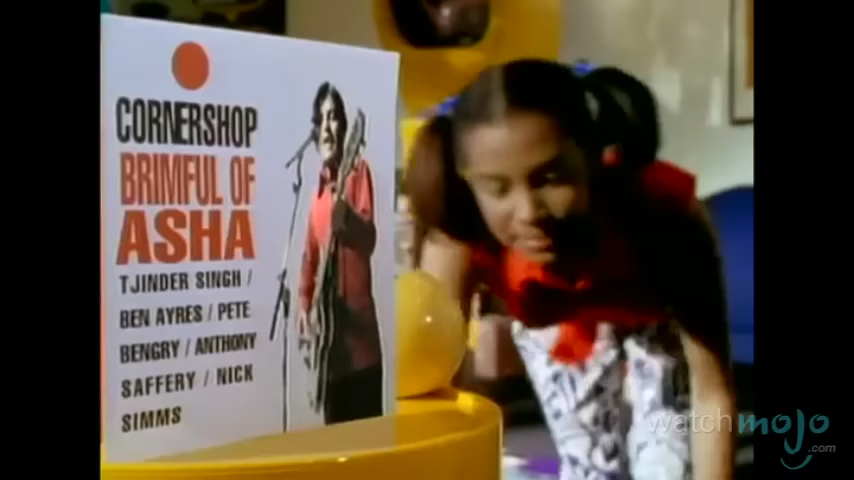 CORNERSHOP
BRIMFUL OF
ASHA
TJINDER SINGH /
BEN AYRES / PETE
BENGRY / ANTHONY
SAFFERY / NICK
SIMMS
watchmojo
.com